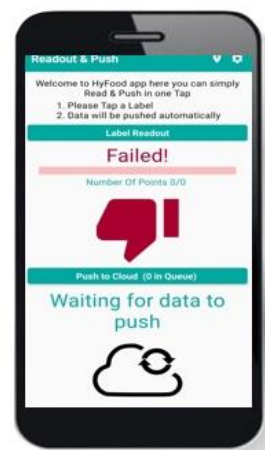 Readout & Push
Welcome to HyFood app here you can simply
Read & Push in one Tap
1. Please Tap a Label
2. Data will be pushed automatically
Label Readout
Failed!
Number Of Points 0/0
Push to Cloud (0 in Queue)
Waiting for data to
push